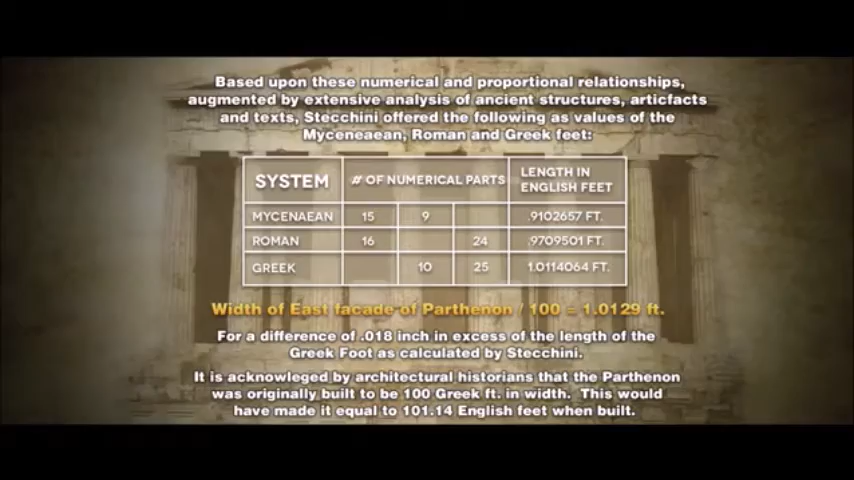 Based upon these numerical and proportional relationships,
augmented by extensive analysis of ancient structures, articfacts
and texts, Stecchini offered the following as values of the
Myceneaean, Roman and Greek feet:
SYSTEM # OF NUMERICAL PARTS LENGTH IN ENGLISH FEET
MYCENAEAN 15 9 .9102657 FT.
ROMAN 16 24 .9709501 FT.
GREEK 10 25 1.0114064 FT.
Width of East facade of Parthenon / 100 = 1.0129 ft.
For a difference of .018 inch in excess of the length of the
Greek Foot as calculated by Stecchini.
It is acknowleged by architectural historians that the Parthenon
was originally built to be 100 Greek ft. in width. This would
have made it equal to 101.14 English feet when built.